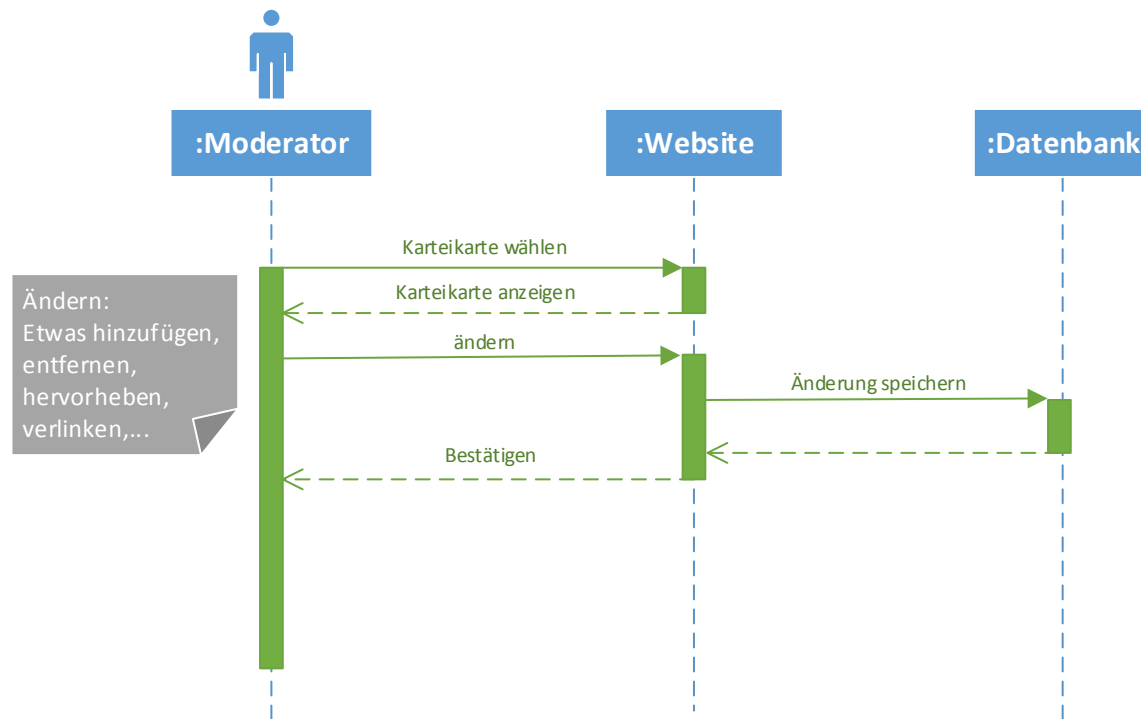 :Moderator
:Website
:Datenbank
Karteikarte wählen
Karteikarte anzeigen
Ändern:
Etwas hinzufügen,
entfernen,
hervorheben,
verlinken,...
ändern
Änderung speichern
Bestätigen